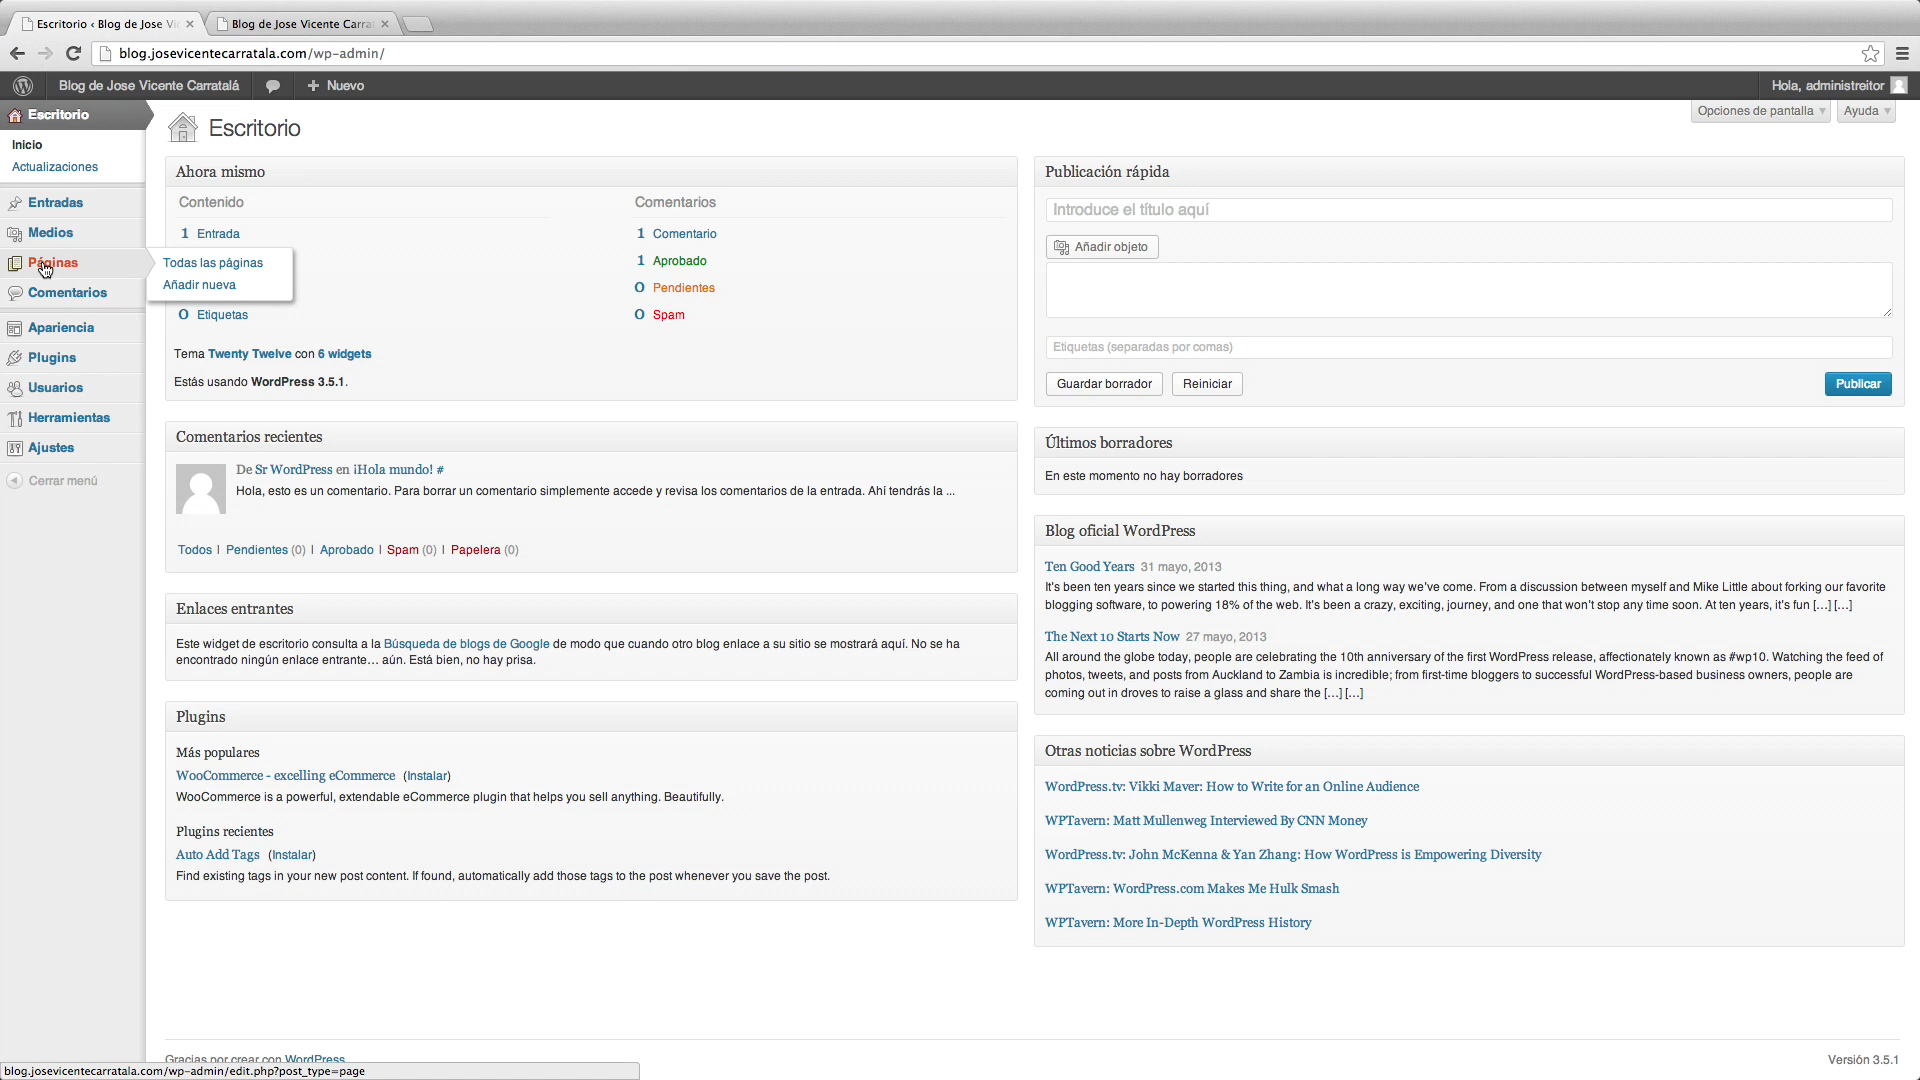 Escritorio ‹ Blog de Jose Vi
Blog de Jose Vicente Carra
blog.josevicentecarratala.com/wp-admin/
Blog de Jose Vicente Carratalá
+ Nuevo
Hola, administreitor
Escritorio
Inicio
Actualizaciones
Entradas
Medios
Páginas
Todas las páginas
Añadir nueva
Comentarios
Apariencia
Plugins
Usuarios
Herramientas
Ajustes
Cerrar menú
Opciones de pantalla
Ayuda
Escritorio
Ahora mismo
Contenido
Comentarios
1 Entrada
1 Comentario
1 Aprobado
0 Pendientes
0 Etiquetas
0 Spam
Tema Twenty Twelve con 6 widgets
Estás usando WordPress 3.5.1.
Comentarios recientes
De Sr WordPress en ¡Hola mundo! #
Hola, esto es un comentario. Para borrar un comentario simplemente accede y revisa los comentarios de la entrada. Ahí tendrás la ...
Todos | Pendientes (0) | Aprobado | Spam (0) | Papelera (0)
Enlaces entrantes
Este widget de escritorio consulta a la Búsqueda de blogs de Google de modo que cuando otro blog enlace a su sitio se mostrará aquí. No se ha
encontrado ningún enlace entrante… aún. Está bien, no hay prisa.
Plugins
Más populares
WooCommerce - excelling eCommerce (Instalar)
WooCommerce is a powerful, extendable eCommerce plugin that helps you sell anything. Beautifully.
Plugins recientes
Auto Add Tags (Instalar)
Find existing tags in your new post content. If found, automatically add those tags to the post whenever you save the post.
Publicación rápida
Introduce el título aquí
Añadir objeto
Etiquetas (separadas por comas)
Guardar borrador
Reiniciar
Publicar
Últimos borradores
En este momento no hay borradores
Blog oficial WordPress
Ten Good Years 31 mayo, 2013
It's been ten years since we started this thing, and what a long way we've come. From a discussion between myself and Mike Little about forking our favorite
blogging software, to powering 18% of the web. It's been a crazy, exciting, journey, and one that won't stop any time soon. At ten years, it's fun […] […]
The Next 10 Starts Now 27 mayo, 2013
All around the globe today, people are celebrating the 10th anniversary of the first WordPress release, affectionately known as #wp10. Watching the feed of
photos, tweets, and posts from Auckland to Zambia is incredible; from first-time bloggers to successful WordPress-based business owners, people are
coming out in droves to raise a glass and share the […] […]
Otras noticias sobre WordPress
WordPress.tv: Vikki Maver: How to Write for an Online Audience
WPTavern: Matt Mullenweg Interviewed By CNN Money
WordPress.tv: John McKenna & Yan Zhang: How WordPress is Empowering Diversity
WPTavern: WordPress.com Makes Me Hulk Smash
WPTavern: More In-Depth WordPress History
Gracias por crear con WordPress
Versión 3.5.1
blog.josevicentecarratala.com/wp-admin/edit.php?post_type=page